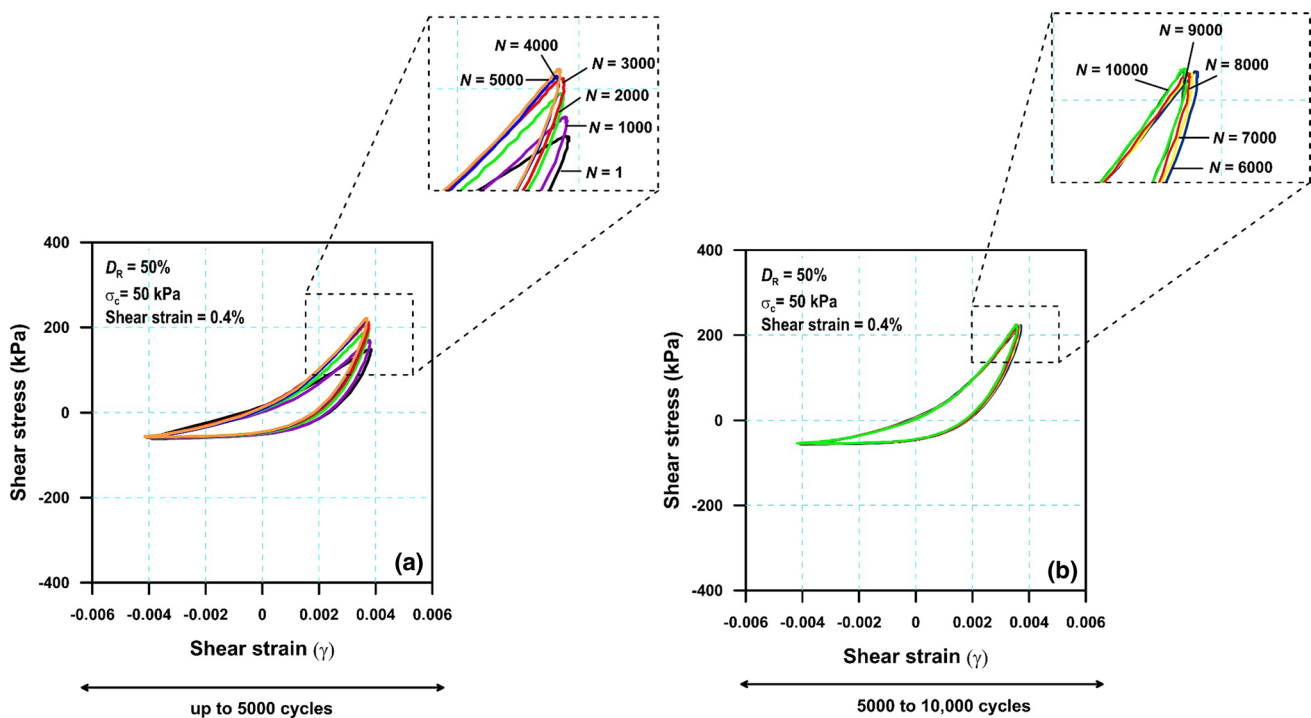 N = 4000
N = 5000
N = 3000
N = 2000
N = 1000
N = 1
400
200
0
-200
-400
Shear stress (kPa)
D_R = 50%
σ_c= 50 kPa
Shear strain = 0.4%
(a)
-0.006 -0.004 -0.002 0 0.002 0.004 0.006
Shear strain (γ)
up to 5000 cycles
N = 9000
N = 10000
N = 8000
N = 7000
N = 6000
400
200
0
-200
-400
Shear stress (kPa)
D_R = 50%
σ_c= 50 kPa
Shear strain = 0.4%
(b)
-0.006 -0.004 -0.002 0 0.002 0.004 0.006
Shear strain (γ)
5000 to 10,000 cycles